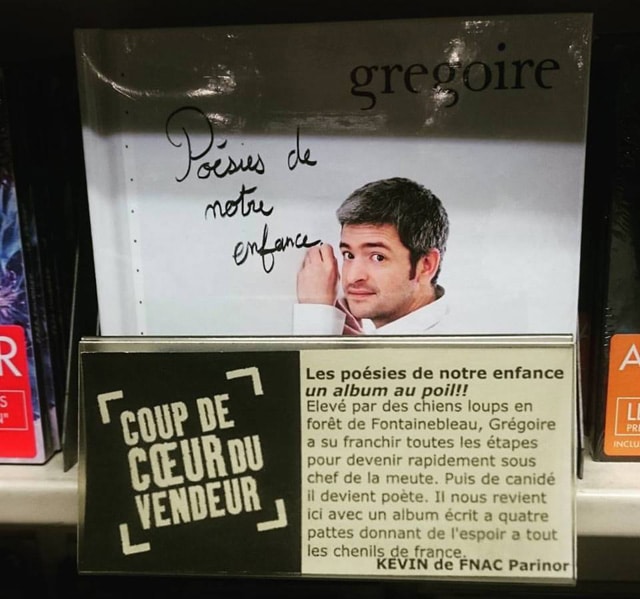 gregoire
Poésies de
notre
enfance
COUP DE
CŒUR DU
VENDEUR
Les poésies de notre enfance
un album au poil!!
Elevé par des chiens loups en
forêt de Fontainebleau, Grégoire
a su franchir toutes les étapes
pour devenir rapidement sous
chef de la meute. Puis de canidé
il devient poète. Il nous revient
ici avec un album écrit a quatre
pattes donnant de l'espoir a tout
les chenils de france.
KEVIN de FNAC Parinor